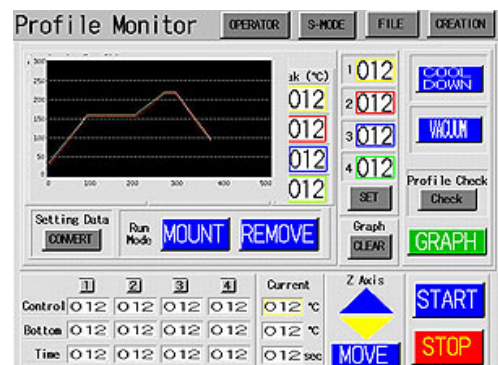 Profile Monitor
OPERATOR
S-MODE
FILE
CREATION
300
250
200
150
100
50
0
0 100 200 300 400 500
ak (°C)
012
012
012
012
1 012
2 012
3 012
4 012
SET
COOL
DOWN
VACUUM
Profile Check
Check
Setting Data
CONVERT
Run
Mode
MOUNT
REMOVE
Graph
CLEAR
GRAPH
1 2 3 4 Current
Control 012 012 012 012 012 °C
Bottom 012 012 012 012 012 °C
Time 012 012 012 012 012 sec
Z Axis
MOVE
START
STOP